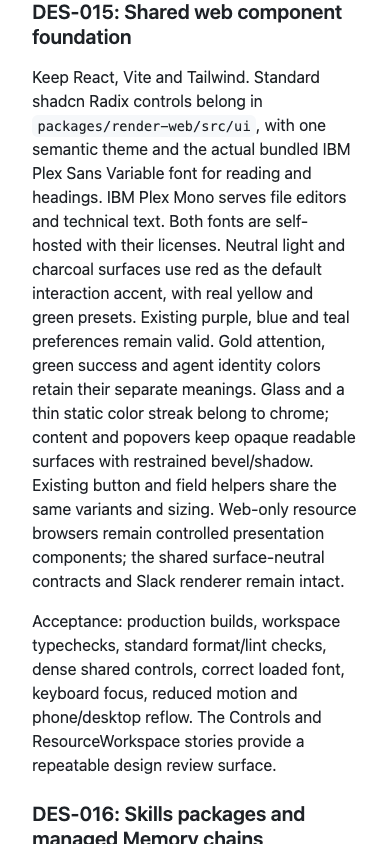 DES-015: Shared web component
foundation
Keep React, Vite and Tailwind. Standard
shadcn Radix controls belong in
packages/render-web/src/ui , with one
semantic theme and the actual bundled IBM
Plex Sans Variable font for reading and
headings. IBM Plex Mono serves file editors
and technical text. Both fonts are self-
hosted with their licenses. Neutral light and
charcoal surfaces use red as the default
interaction accent, with real yellow and
green presets. Existing purple, blue and teal
preferences remain valid. Gold attention,
green success and agent identity colors
retain their separate meanings. Glass and a
thin static color streak belong to chrome;
content and popovers keep opaque readable
surfaces with restrained bevel/shadow.
Existing button and field helpers share the
same variants and sizing. Web-only resource
browsers remain controlled presentation
components; the shared surface-neutral
contracts and Slack renderer remain intact.
Acceptance: production builds, workspace
typechecks, standard format/lint checks,
dense shared controls, correct loaded font,
keyboard focus, reduced motion and
phone/desktop reflow. The Controls and
ResourceWorkspace stories provide a
repeatable design review surface.
DES-016: Skills packages and
managed Memory chains